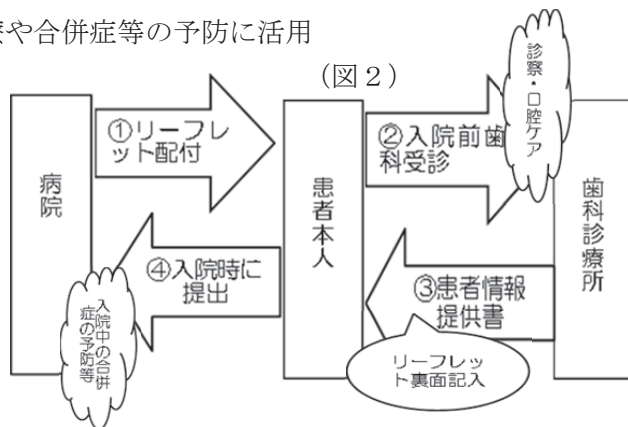 療や合併症等の予防に活用
(図2)
病院
①リーフレ
ット配付
患者本人
②入院前歯
科受診
診察・口腔ケア
歯科診療所
④入院時に
提出
③患者情報
提供書
入院中の合併
症の予防等
リーフレッ
ト裏面記入